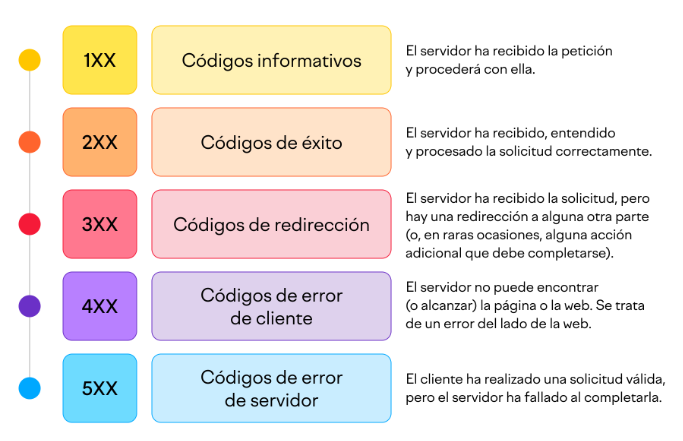 1XX
Códigos informativos
El servidor ha recibido la petición
y procederá con ella.
2XX
Códigos de éxito
El servidor ha recibido, entendido
y procesado la solicitud correctamente.
3XX
Códigos de redirección
El servidor ha recibido la solicitud, pero
hay una redirección a alguna otra parte
(o, en raras ocasiones, alguna acción
adicional que debe completarse).
4XX
Códigos de error
de cliente
El servidor no puede encontrar
(o alcanzar) la página o la web. Se trata
de un error del lado de la web.
5XX
Códigos de error
de servidor
El cliente ha realizado una solicitud válida,
pero el servidor ha fallado al completarla.